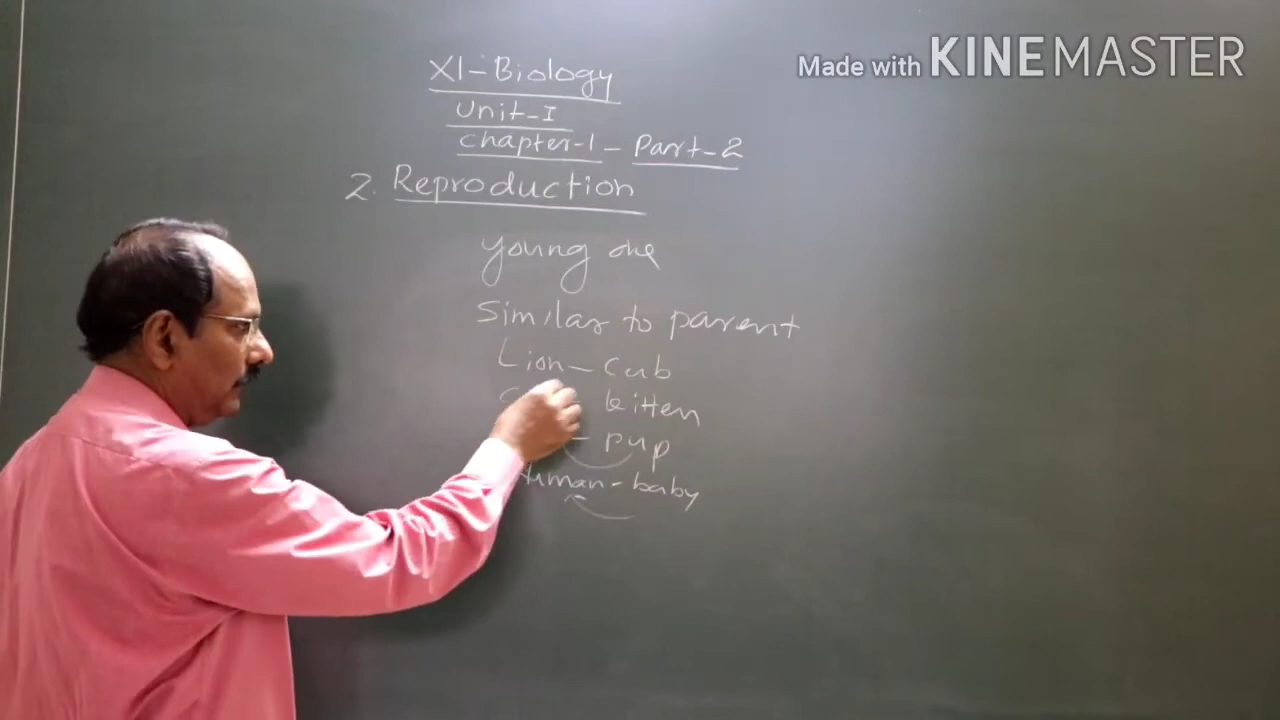 Made with KINEMASTER
XI-Biology
Unit-I
Chapter-1 - Part-2
2. Reproduction
young one
Similar to parent
Lion - cub
kitten
- pup
Human - baby